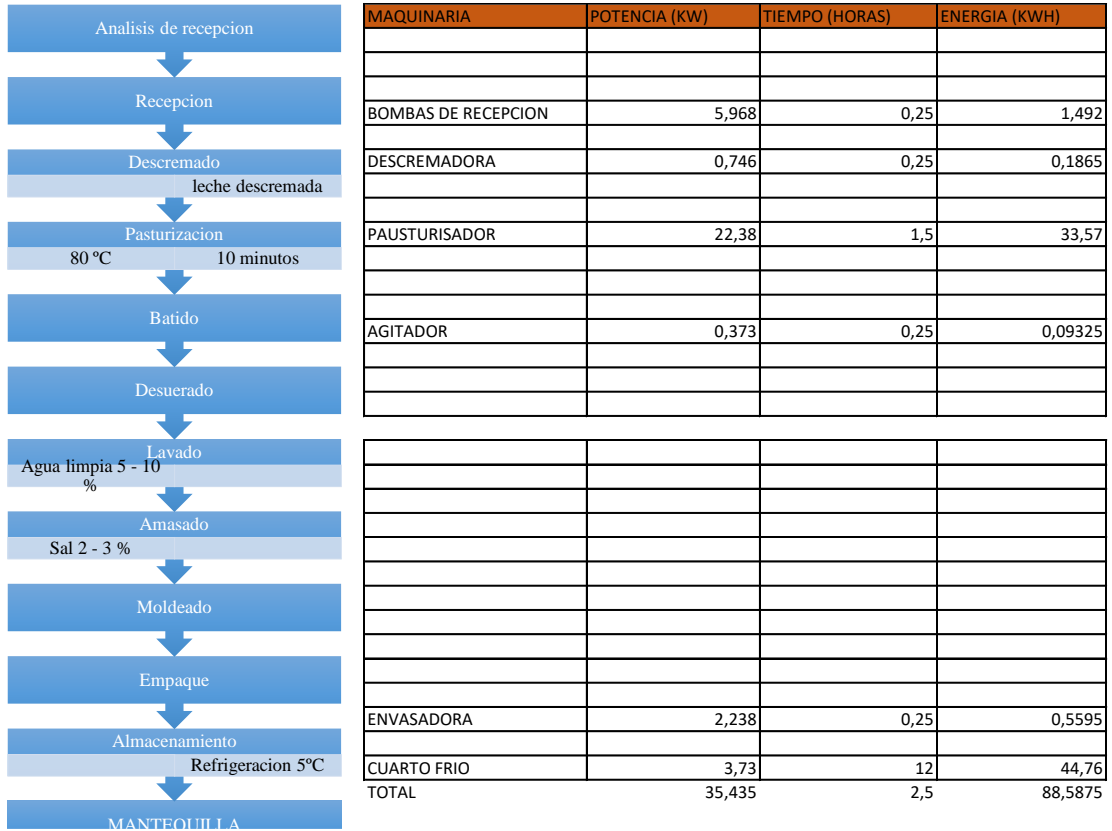 Analisis de recepcion
Recepcion
Descremado
leche descremada
Pasturizacion
80 ºC 10 minutos
Batido
Desuerado
Lavado
Agua limpia 5 - 10
%
Amasado
Sal 2 - 3 %
Moldeado
Empaque
Almacenamiento
Refrigeracion 5ºC
MANTEQUILLA
MAQUINARIA POTENCIA (KW) TIEMPO (HORAS) ENERGIA (KWH)
BOMBAS DE RECEPCION 5,968 0,25 1,492
DESCREMADORA 0,746 0,25 0,1865
PAUSTURISADOR 22,38 1,5 33,57
AGITADOR 0,373 0,25 0,09325
ENVASADORA 2,238 0,25 0,5595
CUARTO FRIO 3,73 12 44,76
TOTAL 35,435 2,5 88,5875